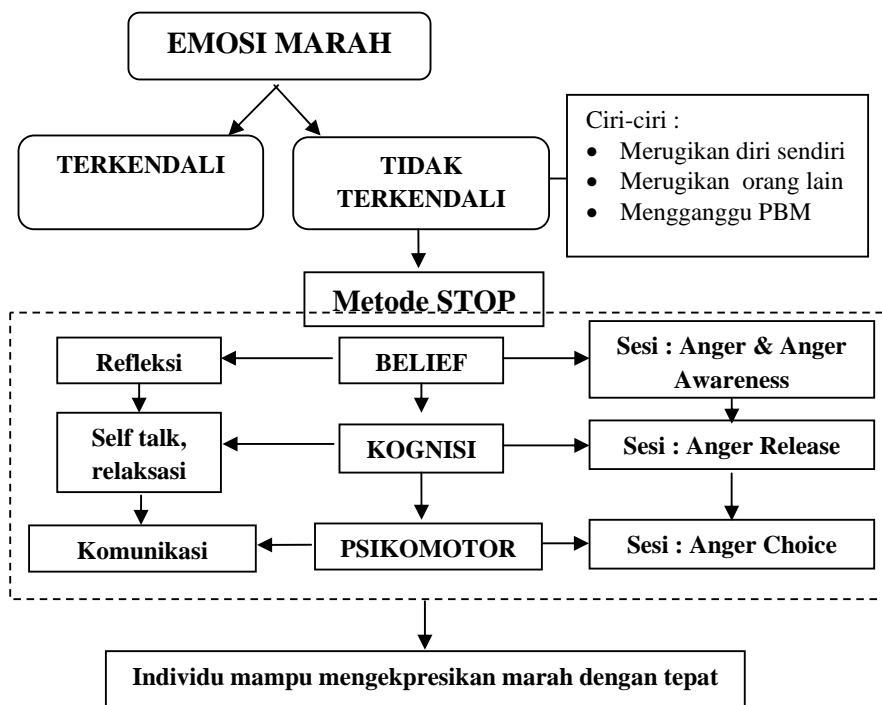 EMOSI MARAH
TERKENDALI
TIDAK
TERKENDALI
Ciri-ciri :
• Merugikan diri sendiri
• Merugikan orang lain
• Mengganggu PBM
Metode STOP
Refleksi
BELIEF
Sesi : Anger & Anger
Awareness
Self talk,
relaksasi
KOGNISI
Sesi : Anger Release
Komunikasi
PSIKOMOTOR
Sesi : Anger Choice
Individu mampu mengekpresikan marah dengan tepat